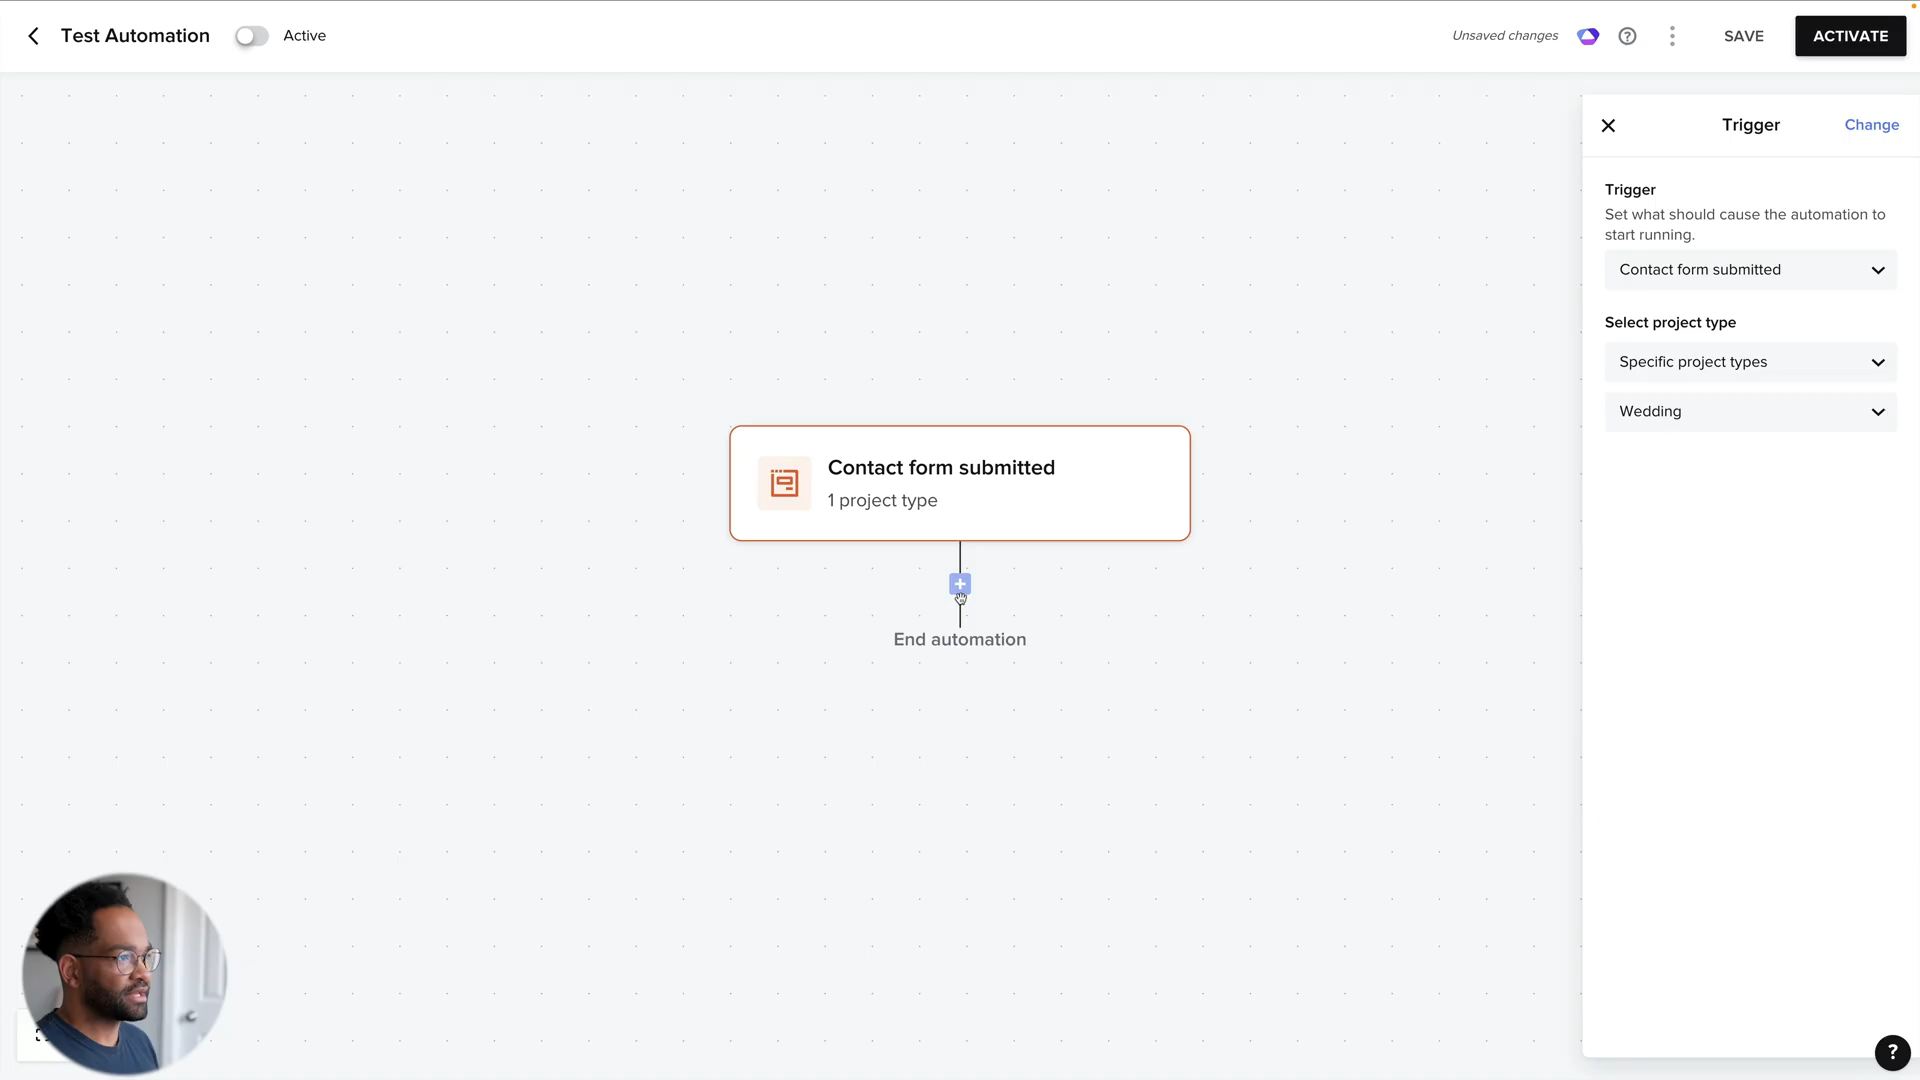 Test Automation
Active
Unsaved changes
SAVE
ACTIVATE
Trigger
Change
Trigger
Set what should cause the automation to
start running.
Contact form submitted
Select project type
Specific project types
Wedding
Contact form submitted
1 project type
+
End automation
?